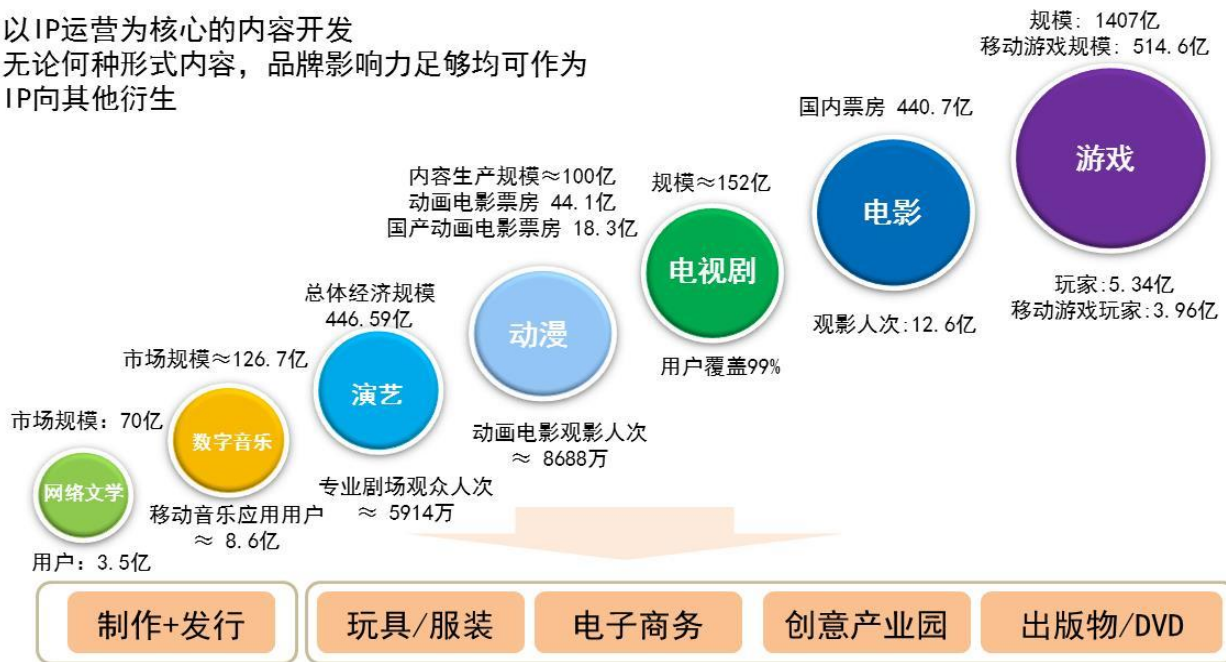 以IP运营为核心的内容开发
无论何种形式内容，品牌影响力足够均可作为
IP向其他衍生
规模: 1407亿
移动游戏规模: 514.6亿
游戏
玩家:5.34亿
移动游戏玩家:3.96亿
国内票房 440.7亿
电影
观影人次:12.6亿
规模≈152亿
电视剧
用户覆盖99%
内容生产规模≈100亿
动画电影票房 44.1亿
国产动画电影票房 18.3亿
动漫
动画电影观影人次
≈ 8688万
总体经济规模
446.59亿
演艺
专业剧场观众人次
≈ 5914万
市场规模≈126.7亿
数字音乐
移动音乐应用用户
≈ 8.6亿
市场规模：70亿
网络文学
用户：3.5亿
制作+发行
玩具/服装
电子商务
创意产业园
出版物/DVD